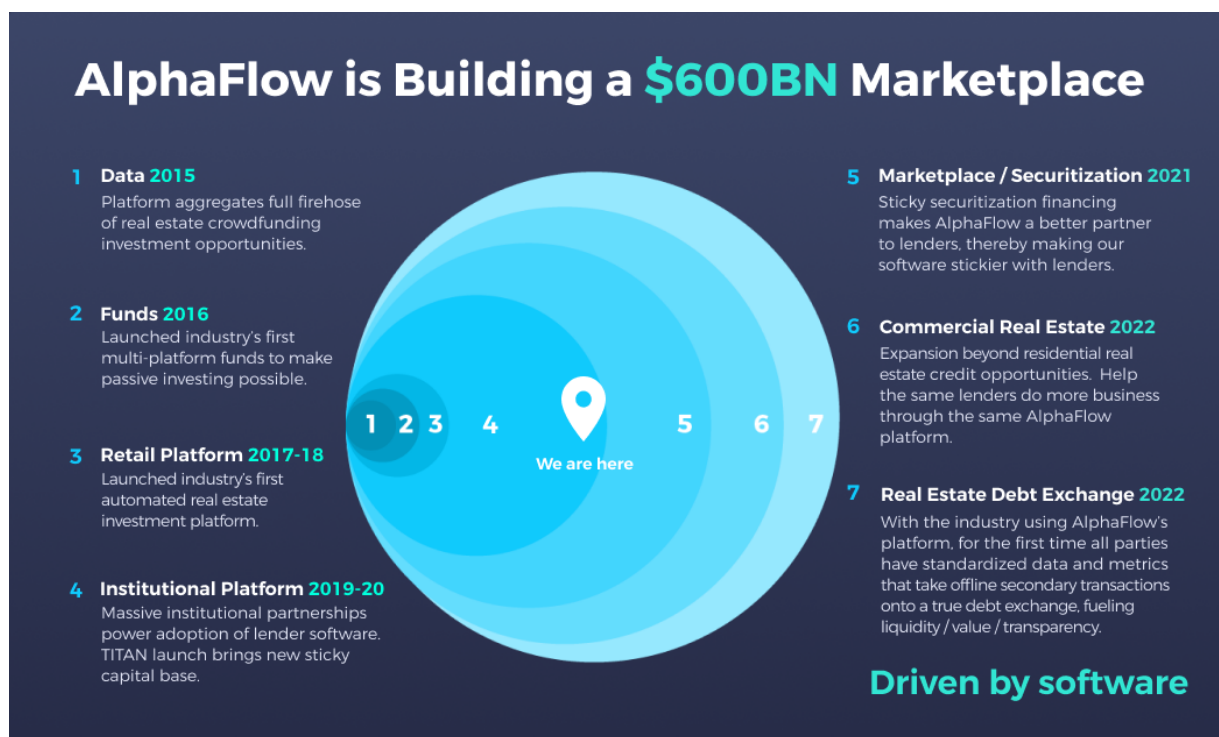 AlphaFlow is Building a $600BN Marketplace
1 Data 2015
Platform aggregates full firehose
of real estate crowdfunding
investment opportunities.
2 Funds 2016
Launched industry's first
multi-platform funds to make
passive investing possible.
3 Retail Platform 2017-18
Launched industry's first
automated real estate
investment platform.
4 Institutional Platform 2019-20
Massive institutional partnerships
power adoption of lender software.
TITAN launch brings new sticky
capital base.
1 2 3 4 5 6 7
We are here
5 Marketplace / Securitization 2021
Sticky securitization financing
makes AlphaFlow a better partner
to lenders, thereby making our
software stickier with lenders.
6 Commercial Real Estate 2022
Expansion beyond residential real
estate credit opportunities. Help
the same lenders do more business
through the same AlphaFlow
platform.
7 Real Estate Debt Exchange 2022
With the industry using AlphaFlow's
platform, for the first time all parties
have standardized data and metrics
that take offline secondary transactions
onto a true debt exchange, fueling
liquidity / value / transparency.
Driven by software